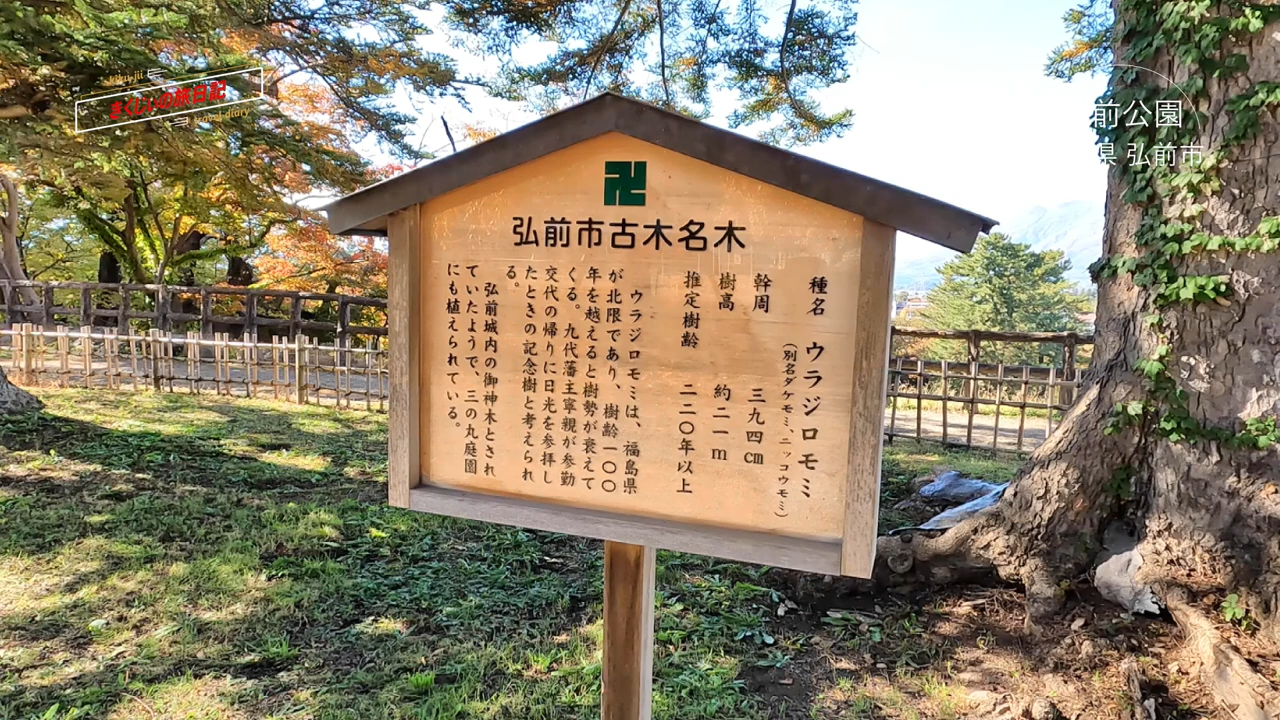 kiku-jii
きくじいの旅日記
travel diary
前公園
県 弘前市
卍
弘前市古木名木
種名 ウラジロモミ
(別名ダケモミ、ニッコウモミ)
幹周 三九四㎝
樹高 約二一m
推定樹齢 二二〇年以上
ウラジロモミは、福島県
が北限であり、樹齢一〇〇
年を越えると樹勢が衰えて
くる。九代藩主寧親が参勤
交代の帰りに日光を参拝し
たときの記念樹と考えられ
る。
弘前城内の御神木とされ
ていたようで、三の丸庭園
にも植えられている。